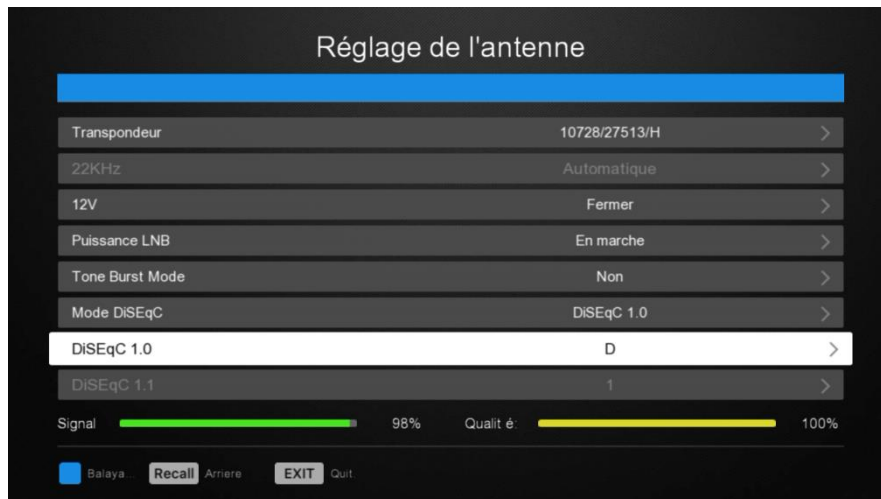 Réglage de l'antenne
Transpondeur 10728/27513/H
22KHz Automatique
12V Fermer
Puissance LNB En marche
Tone Burst Mode Non
Mode DiSEqC DiSEqC 1.0
DiSEqC 1.0 D
DiSEqC 1.1 1
Signal 98% Qualit é: 100%
Balaya... Recall Arriere EXIT Quit.